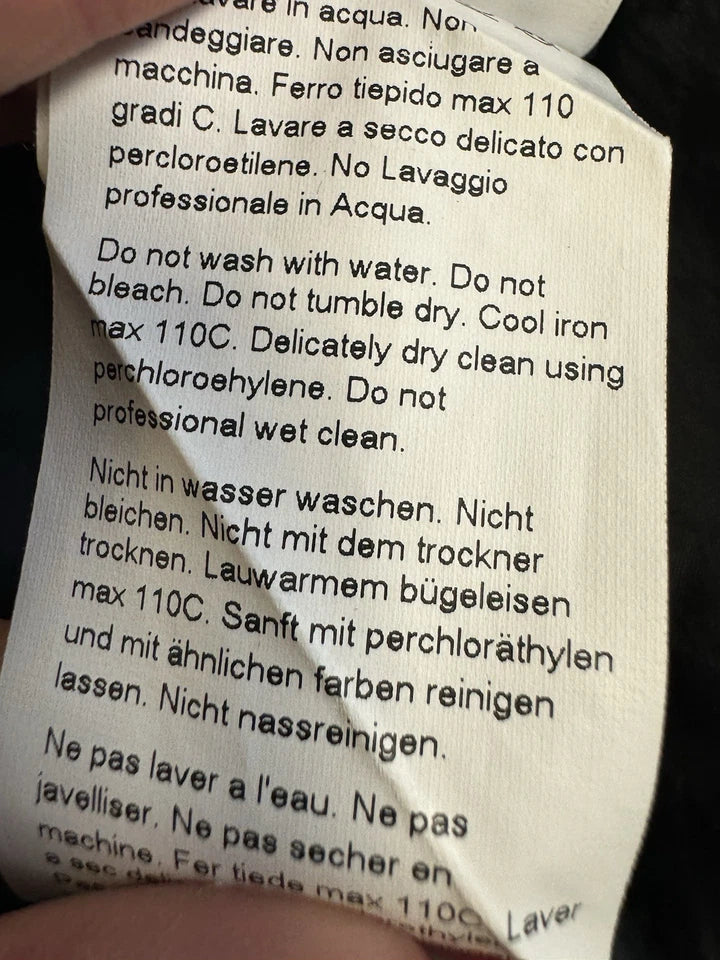 in acqua. Non
candeggiare. Non asciugare a
macchina. Ferro tiepido max 110
gradi C. Lavare a secco delicato con
percloroetilene. No Lavaggio
professionale in Acqua.
Do not wash with water. Do not
bleach. Do not tumble dry. Cool iron
max 110C. Delicately dry clean using
perchloroehylene. Do not
professional wet clean.
Nicht in wasser waschen. Nicht
bleichen. Nicht mit dem trockner
trocknen. Lauwarmem bügeleisen
max 110C. Sanft mit perchloräthylen
und mit ähnlichen farben reinigen
lassen. Nicht nassreinigen.
Ne pas laver a l'eau. Ne pas
javelliser. Ne pas secher en
machine. Fer tiede max 110C Laver
a sec